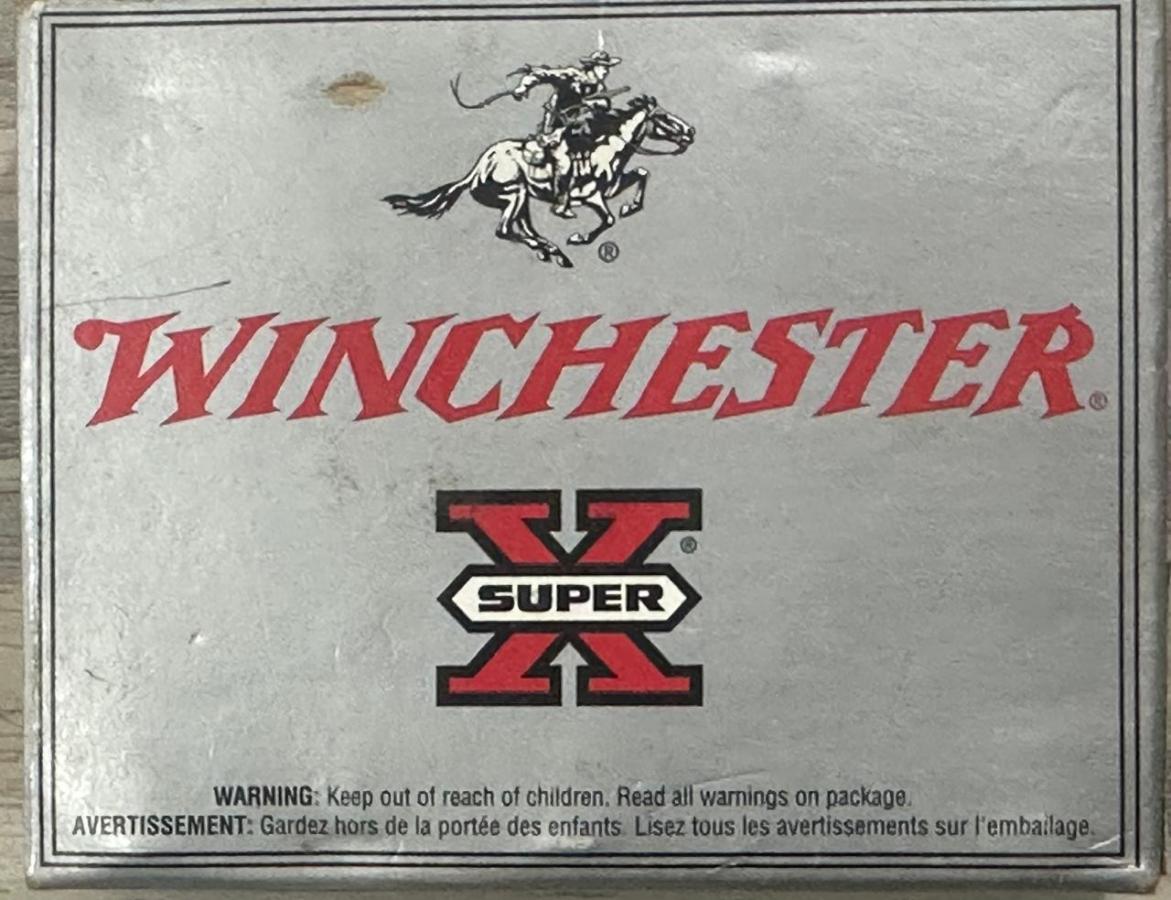 ®
WINCHESTER®
X
®
SUPER
WARNING: Keep out of reach of children. Read all warnings on package.
AVERTISSEMENT: Gardez hors de la portée des enfants. Lisez tous les avertissements sur l'emballage.